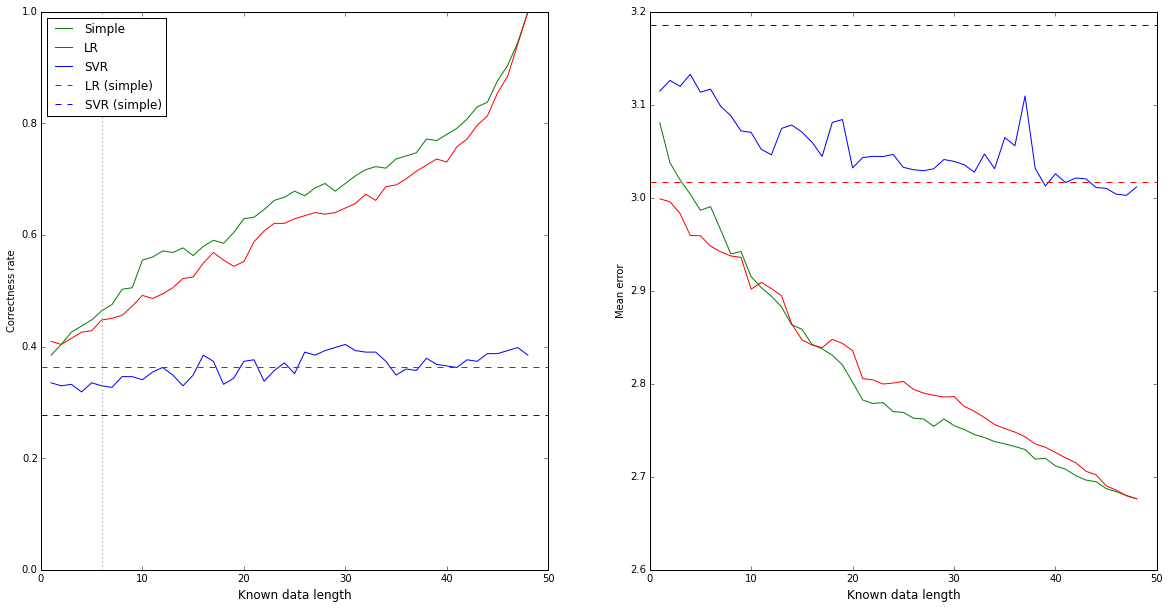 1.0
0.8
0.6
0.4
0.2
0.0
Correctness rate
Simple
LR
SVR
LR (simple)
SVR (simple)
0
10
20
30
40
50
Known data length
3.2
3.1
3.0
2.9
2.8
2.7
2.6
Mean error
0
10
20
30
40
50
Known data length